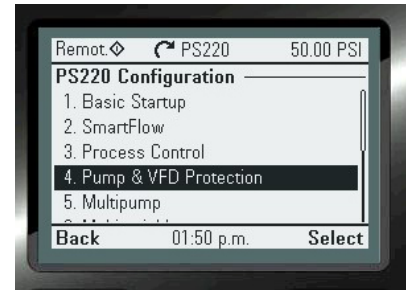 Remot. PS220 50.00 PSI
PS220 Configuration
1. Basic Startup
2. SmartFlow
3. Process Control
4. Pump & VFD Protection
5. Multipump
Back 01:50 p.m. Select